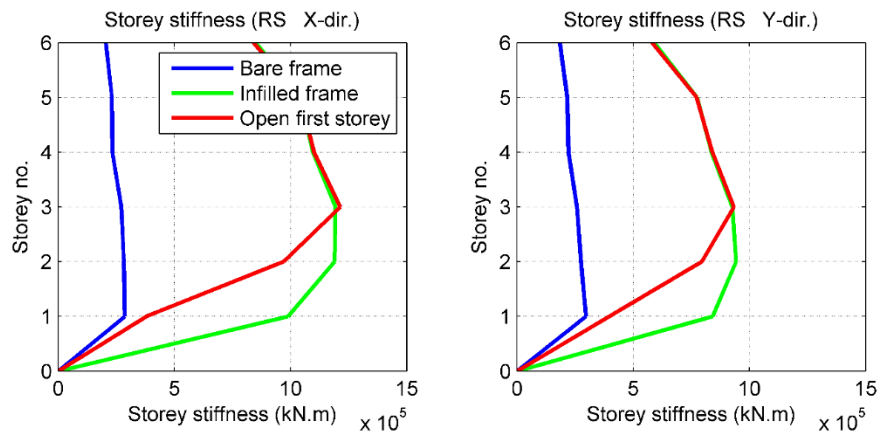 Storey stiffness (RS X-dir.)
6
5
4
3
2
1
0
Storey no.
Bare frame
Infilled frame
Open first storey
0 5 10 15
Storey stiffness (kN.m)
x 10^5
Storey stiffness (RS Y-dir.)
6
5
4
3
2
1
0
Storey no.
0 5 10 15
Storey stiffness (kN.m)
x 10^5